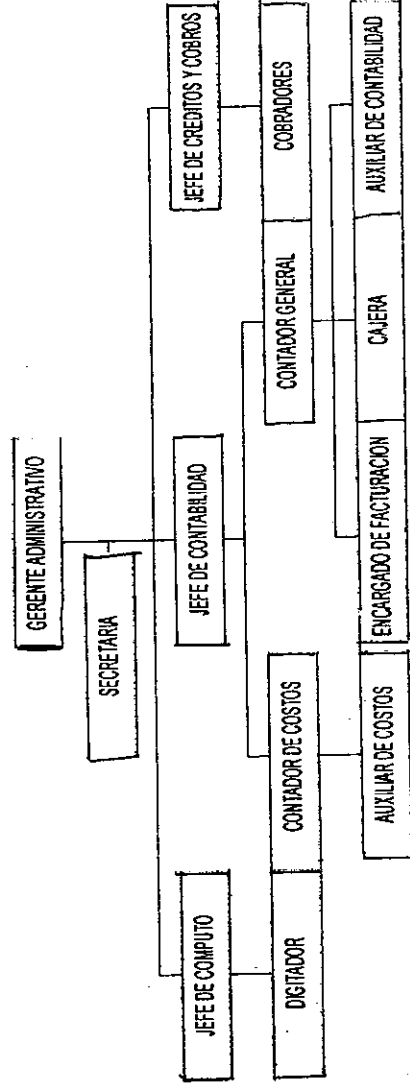 GERENTE ADMINISTRATIVO
SECRETARIA
JEFE DE COMPUTO
JEFE DE CONTABILIDAD
JEFE DE CREDITOS Y COBROS
DIGITADOR
CONTADOR DE COSTOS
CONTADOR GENERAL
COBRADORES
AUXILIAR DE COSTOS
ENCARGADO DE FACTURACION
CAJERA
AUXILIAR DE CONTABILIDAD